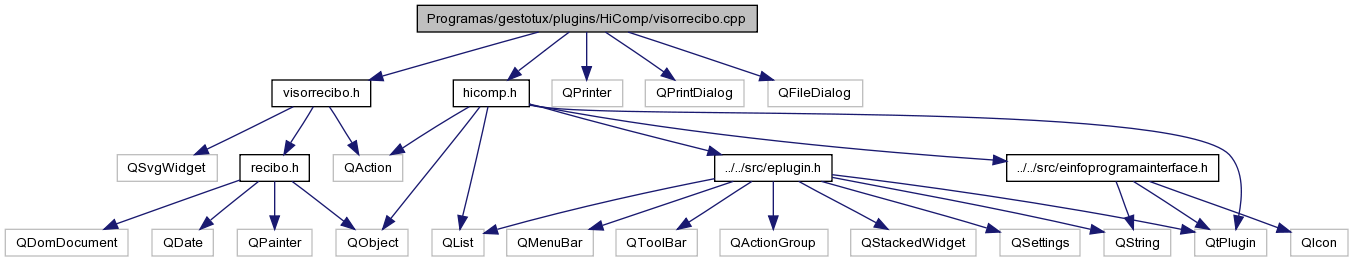 Programas/gestotux/plugins/HiComp/visorrecibo.cpp
visorrecibo.h
hicomp.h
QPrinter
QPrintDialog
QFileDialog
QSvgWidget
recibo.h
QAction
../../src/eplugin.h
../../src/einfoprogramainterface.h
QDomDocument
QDate
QPainter
QObject
QList
QMenuBar
QToolBar
QActionGroup
QStackedWidget
QSettings
QString
QtPlugin
QIcon